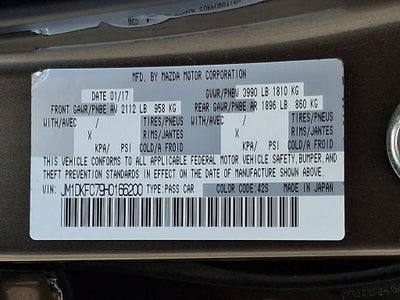 MFD. BY MAZDA MOTOR CORPORATION
DATE 01/17 GVWR/PNBV 3990 LB 1810 KG
FRONT GAWR/PNBE AV 2112 LB 958 KG REAR GAWR/PNBE AR 1896 LB 860 KG
WITH/AVEC TIRES/PNEUS WITH/AVEC TIRES/PNEUS
X RIMS/JANTES X RIMS/JANTES
KPA/ PSI COLD/A FROID KPA/ PSI COLD/A FROID
THIS VEHICLE CONFORMS TO ALL APPLICABLE FEDERAL MOTOR VEHICLE SAFETY, BUMPER, AND
THEFT PREVENTION STANDARDS IN EFFECT ON THE DATE OF MANUFACTURE SHOWN ABOVE.
VIN: JM1DKFC79H0166200 TYPE:PASS CAR COLOR CODE:42S MADE IN JAPAN